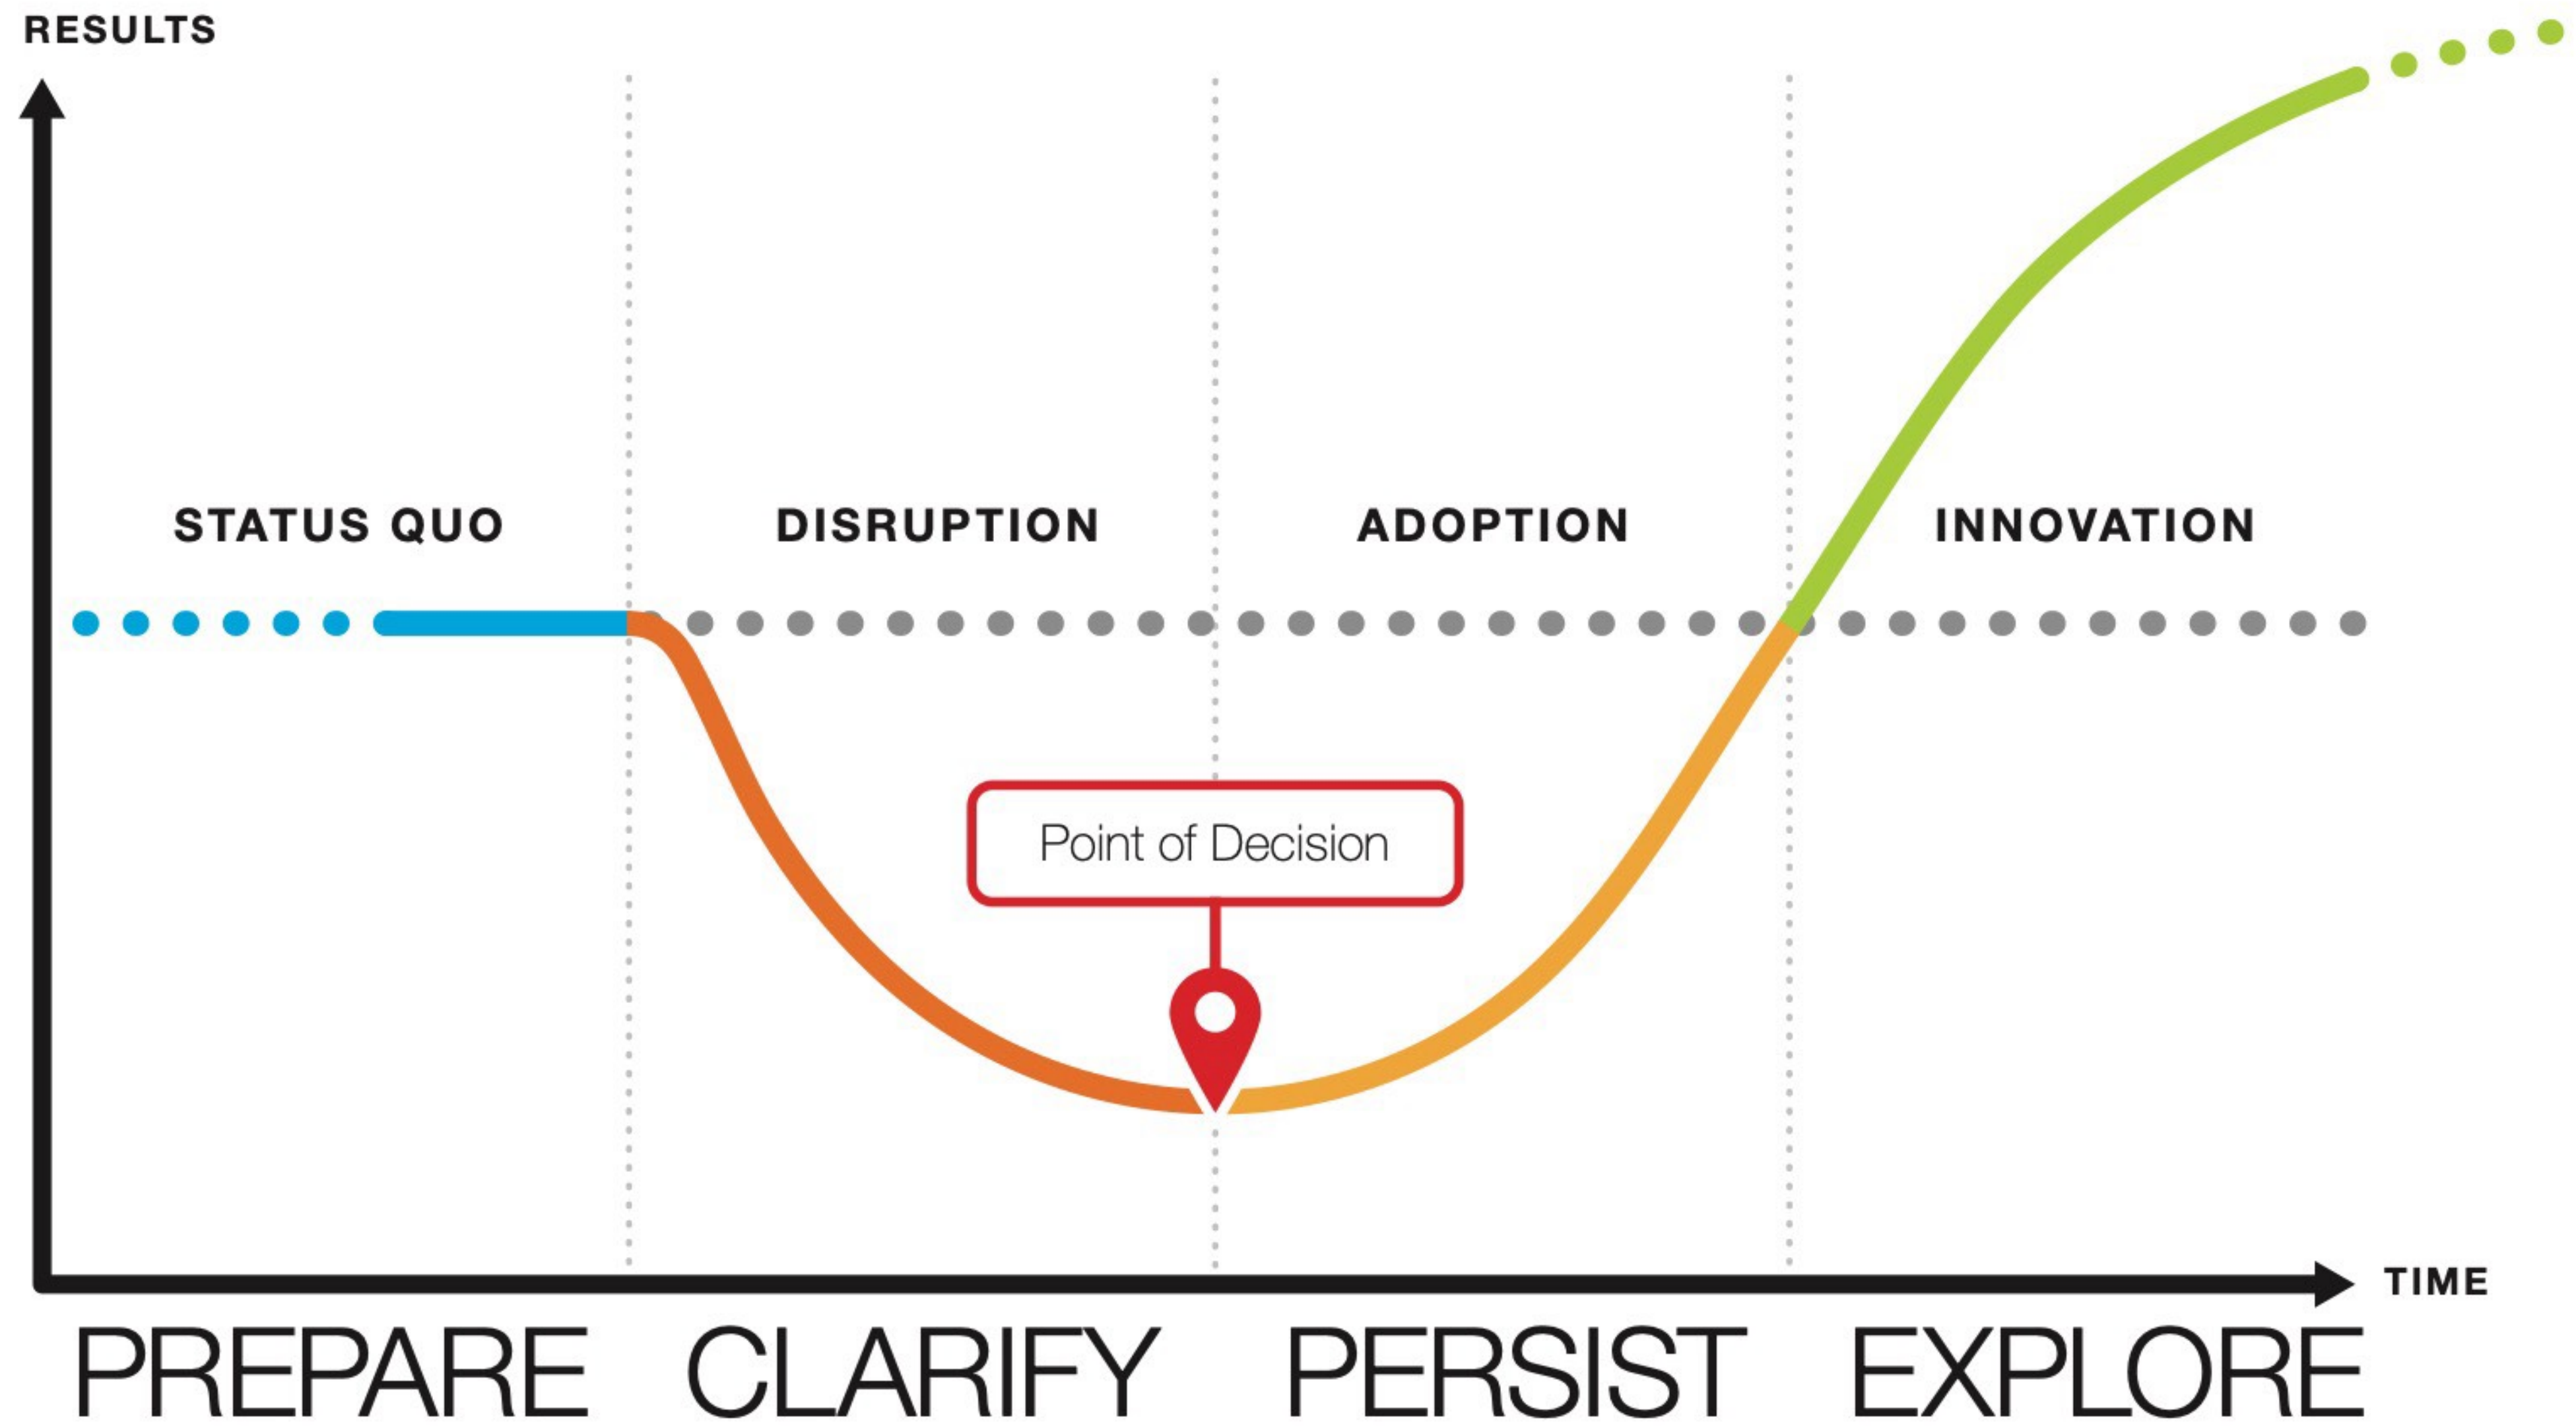 RESULTS
STATUS QUO
DISRUPTION
ADOPTION
INNOVATION
Point of Decision
TIME
PREPARE
CLARIFY
PERSIST
EXPLORE